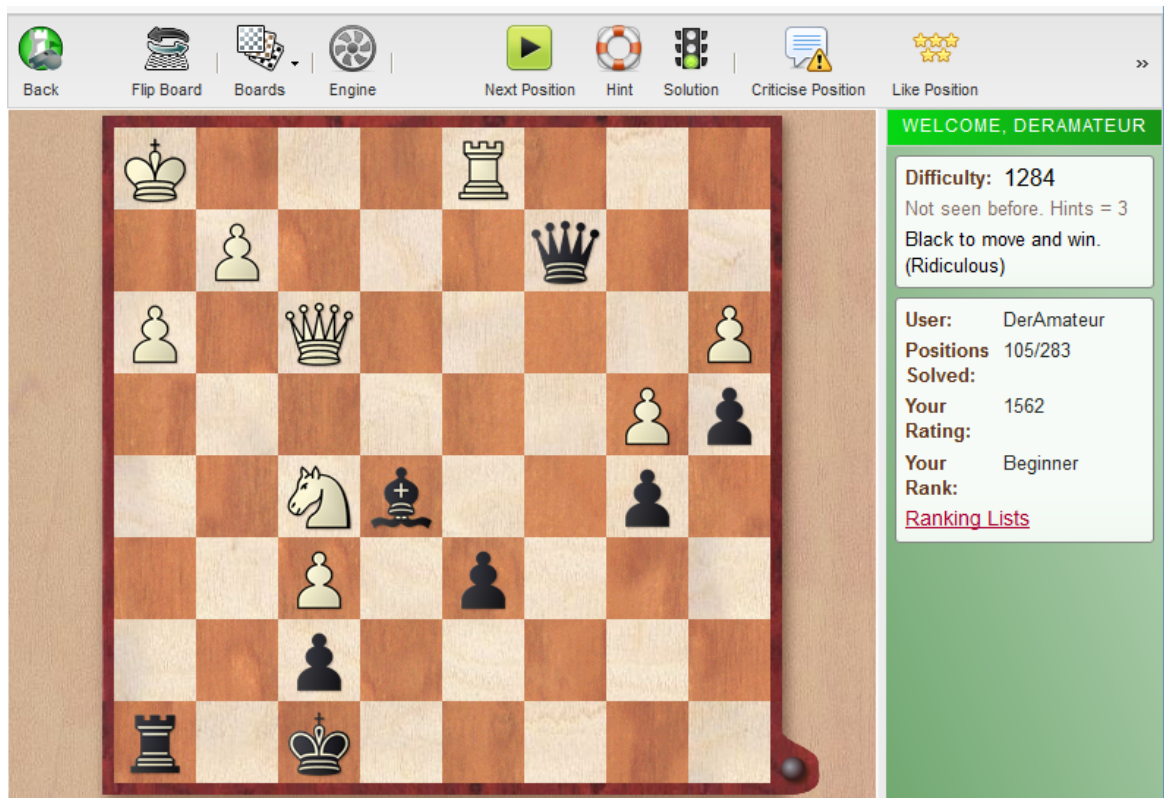 Back
Flip Board
Boards
Engine
Next Position
Hint
Solution
Criticise Position
Like Position
»
WELCOME, DERAMATEUR
Difficulty: 1284
Not seen before. Hints = 3
Black to move and win.
(Ridiculous)
User: DerAmateur
Positions 105/283
Solved:
Your 1562
Rating:
Your Beginner
Rank:
Ranking Lists